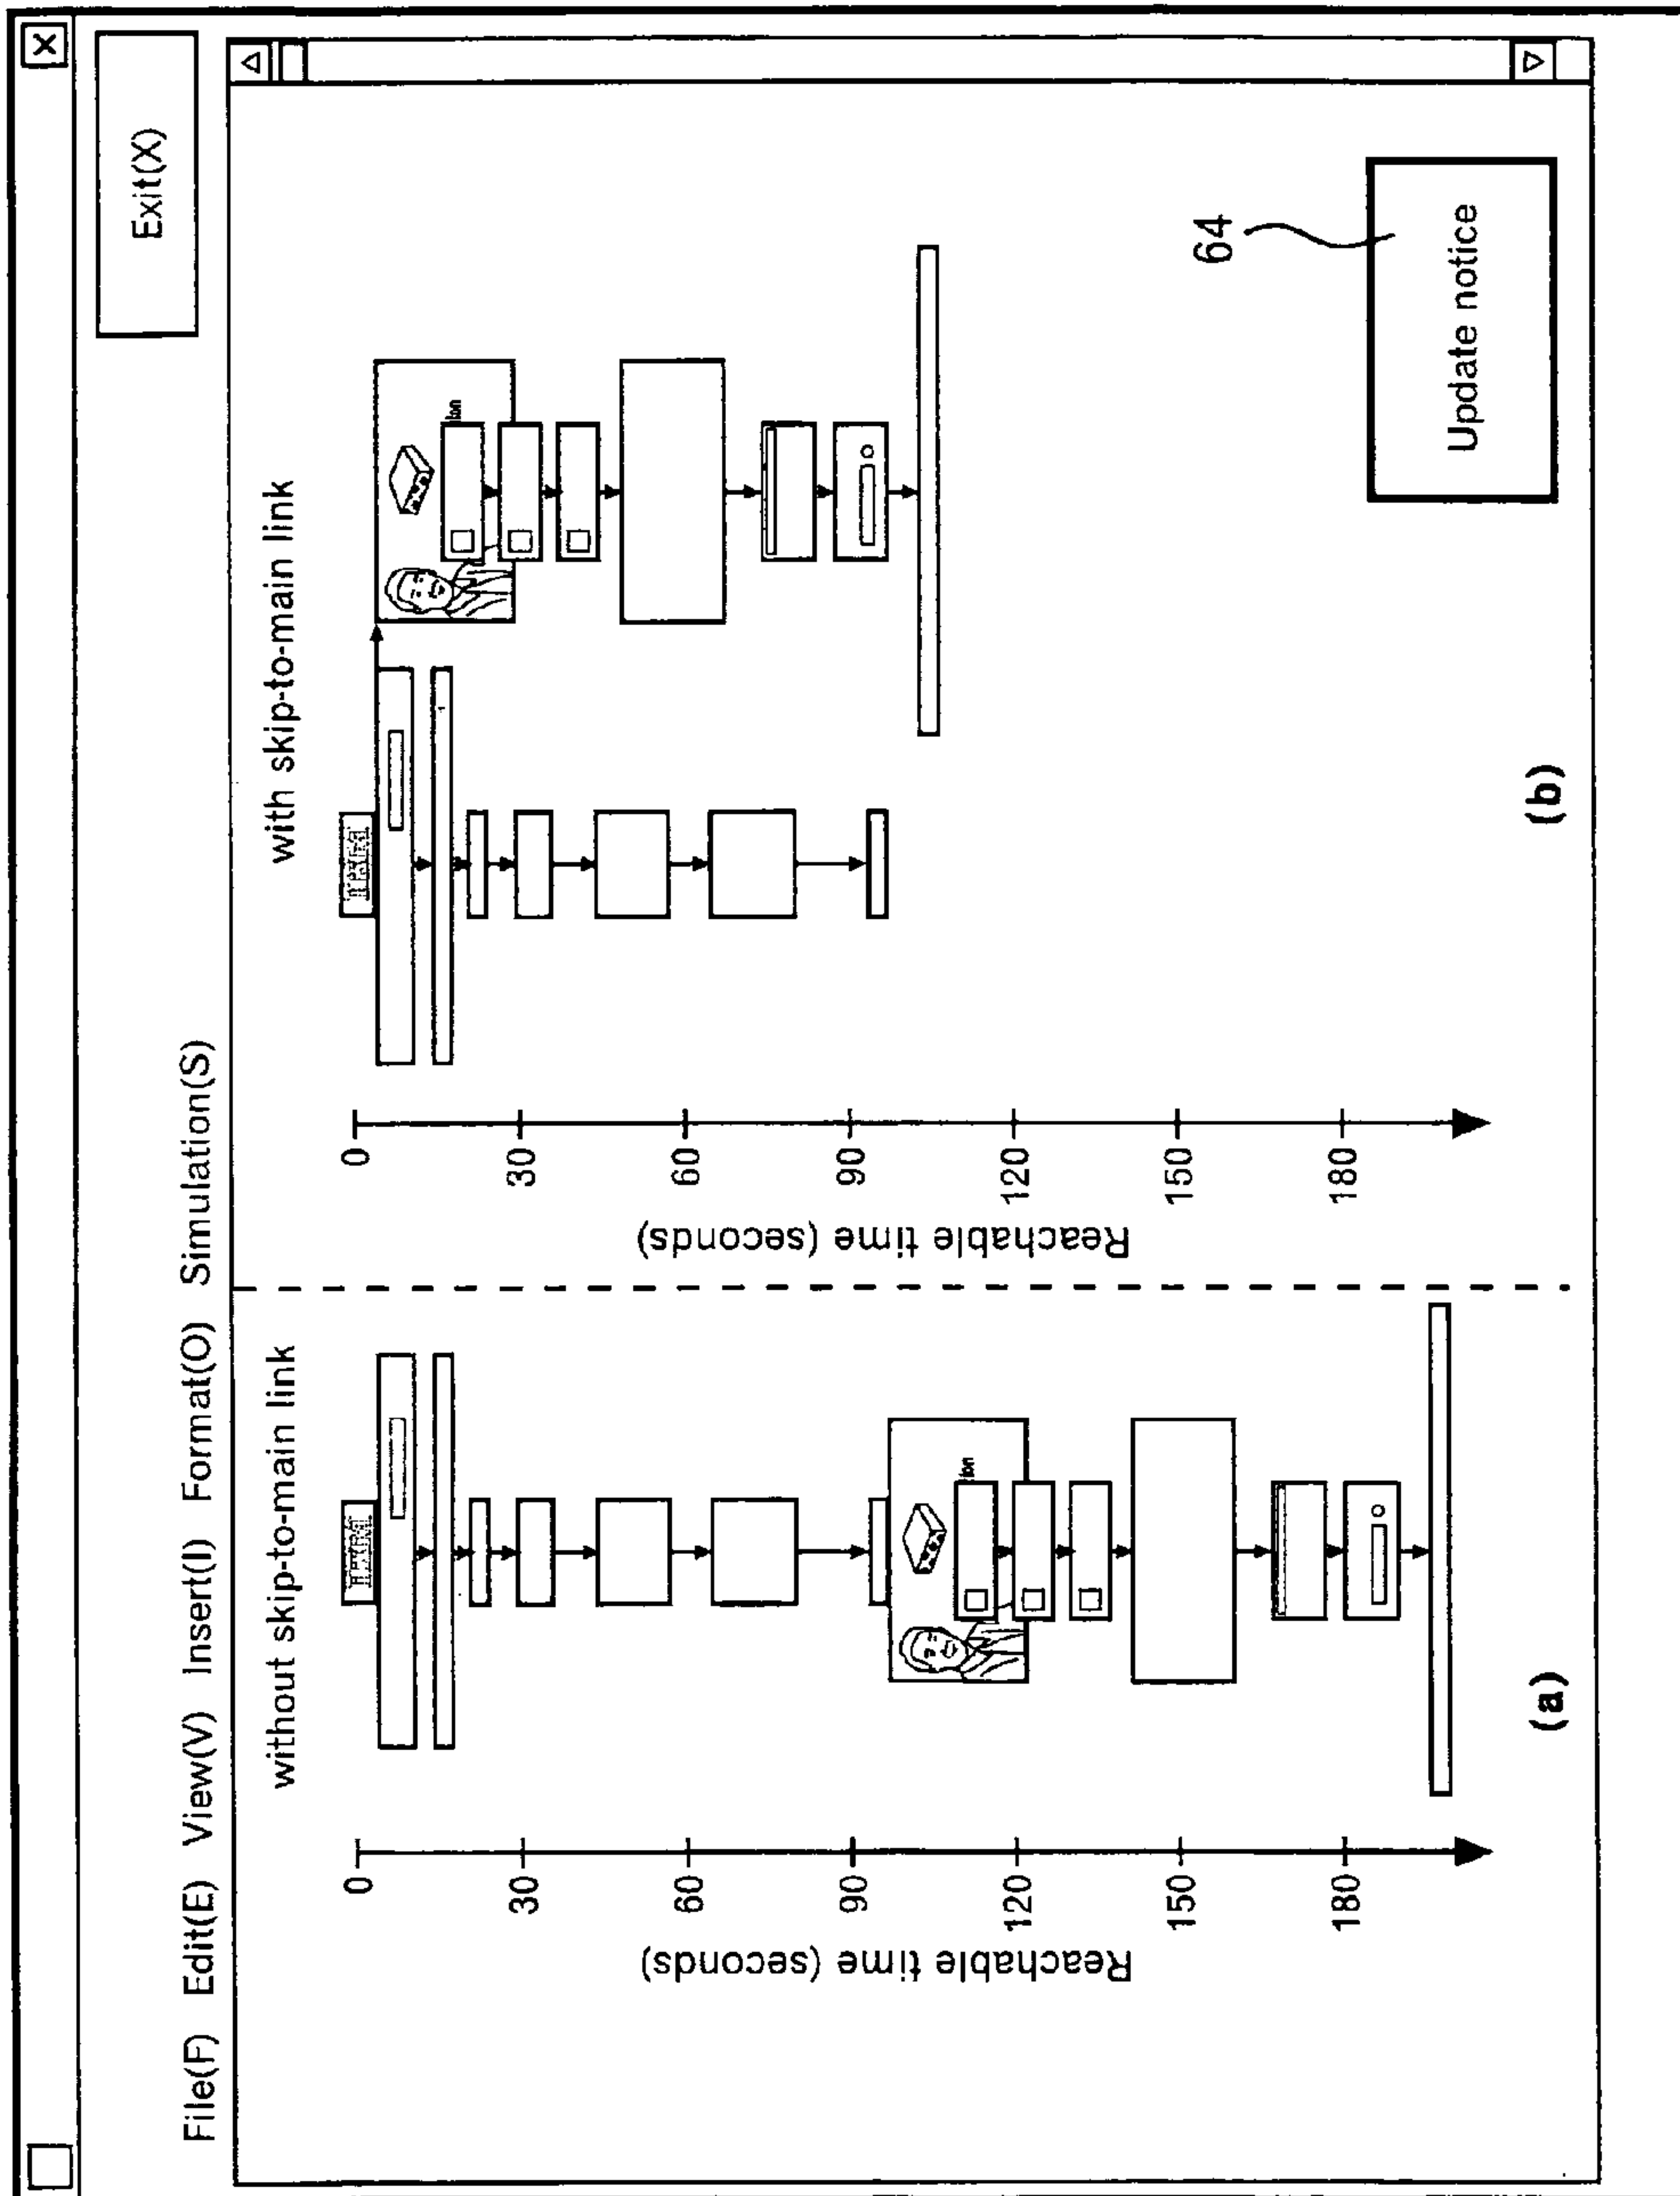 Exit(X)
File(F) Edit(E) View(V) Insert(I) Format(O) Simulation(S)
without skip-to-main link
IBM
0
30
60
90
120
150
180
Reachable time (seconds)
(a)
with skip-to-main link
IBM
0
30
60
90
120
150
180
Reachable time (seconds)
(b)
64
Update notice